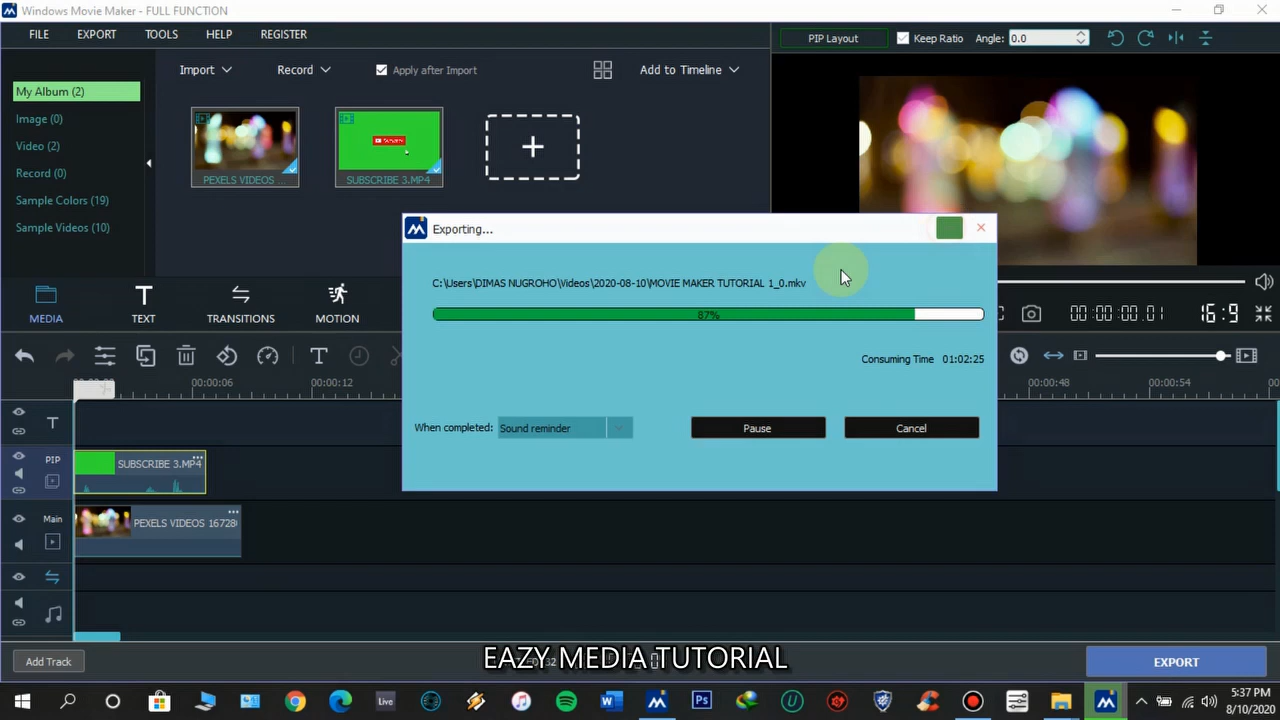 Windows Movie Maker - FULL FUNCTION
FILE EXPORT TOOLS HELP REGISTER
PIP Layout Keep Ratio Angle: 0.0
Import Record Apply after Import Add to Timeline
My Album (2)
Image (0)
Video (2)
Record (0)
Sample Colors (19)
Sample Videos (10)
PEXELS VIDEOS ... SUBSCRIBE 3.MP4
Exporting...
C:\Users\DIMAS NUGROHO\Videos\2020-08-10\MOVIE MAKER TUTORIAL 1_0.mkv
87%
Consuming Time 01:02:25
When completed: Sound reminder Pause Cancel
MEDIA TEXT TRANSITIONS MOTION
00:00:00.01 16:9
00:00:06 00:00:12 00:00:48 00:00:54
PIP SUBSCRIBE 3.MP4
Main PEXELS VIDEOS 16728
Add Track
EAZY MEDIA TUTORIAL
EXPORT
Live
5:37 PM
8/10/2020